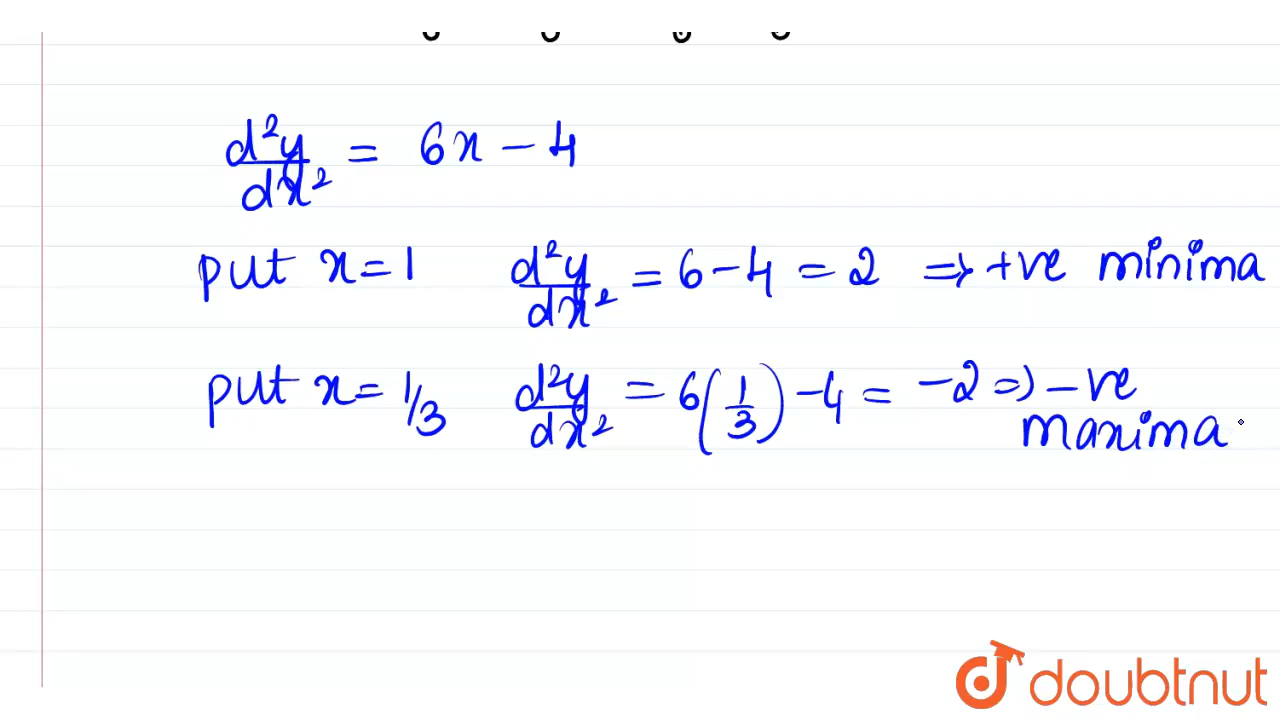 d²y/dx² = 6x - 4
put x = 1 d²y/dx² = 6 - 4 = 2 ⇒ +ve minima
put x = 1/3 d²y/dx² = 6(1/3) - 4 = -2 ⇒ -ve
maxima
doubtnut